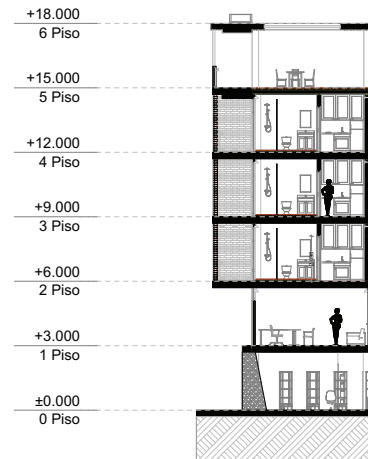 +18.000
6 Piso
+15.000
5 Piso
+12.000
4 Piso
+9.000
3 Piso
+6.000
2 Piso
+3.000
1 Piso
±0.000
0 Piso